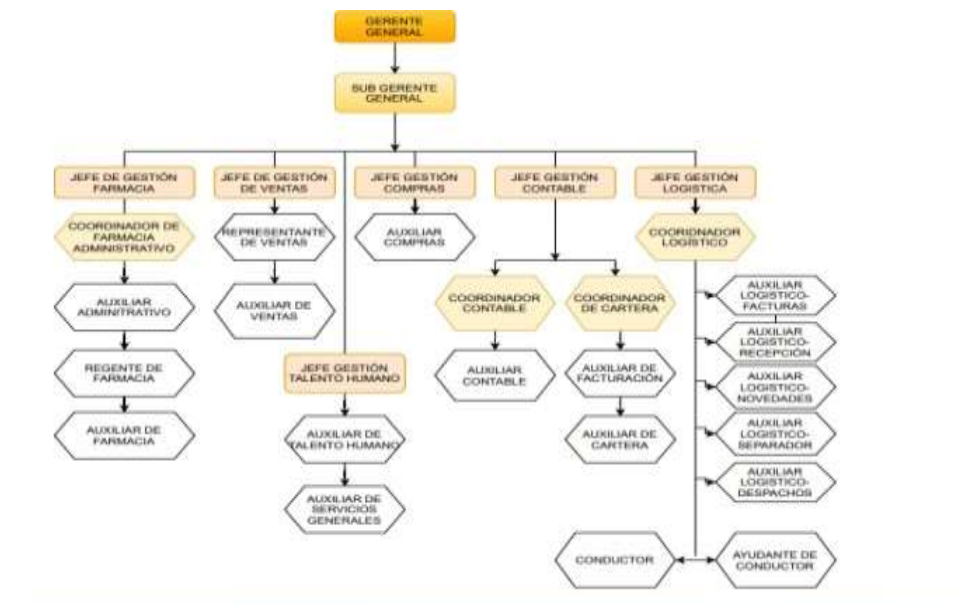 GERENTE
GENERAL
SUB GERENTE
GENERAL
JEFE DE GESTIÓN
FARMACIA
JEFE DE GESTIÓN
DE VENTAS
JEFE GESTIÓN
COMPRAS
JEFE GESTIÓN
CONTABLE
JEFE GESTIÓN
LOGISTICA
COORDINADOR DE
FARMACIA
ADMINISTRATIVO
REPRESENTANTE
DE VENTAS
AUXILIAR
COMPRAS
COORIDNADOR
LOGÍSTICO
AUXILIAR
ADMINITRATIVO
AUXILIAR DE
VENTAS
COORDINADOR
CONTABLE
COORDINADOR
DE CARTERA
AUXILIAR
LOGISTICO-
FACTURAS
AUXILIAR
LOGISTICO-
RECEPCIÓN
REGENTE DE
FARMACIA
JEFE GESTIÓN
TALENTO HUMANO
AUXILIAR
CONTABLE
AUXILIAR DE
FACTURACIÓN
AUXILIAR
LOGISTICO-
NOVEDADES
AUXILIAR DE
FARMACIA
AUXILIAR DE
TALENTO HUMANO
AUXILIAR DE
CARTERA
AUXILIAR
LOGISTICO-
SEPARADOR
AUXILIAR
LOGISTICO-
DESPACHOS
AUXILIAR DE
SERVICIOS
GENERALES
CONDUCTOR
AYUDANTE DE
CONDUCTOR